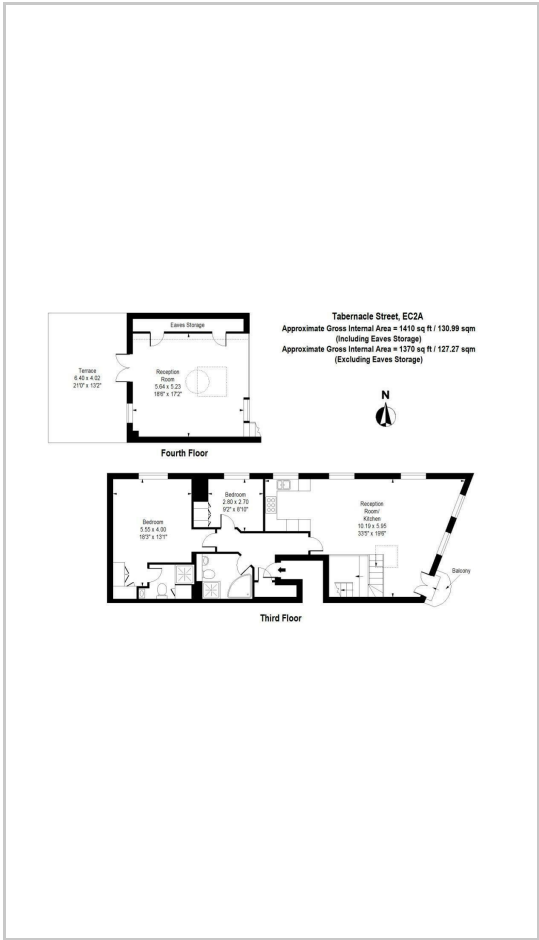 Tabernacle Street, EC2A
Approximate Gross Internal Area = 1410 sq ft / 130.99 sqm
(Including Eaves Storage)
Approximate Gross Internal Area = 1370 sq ft / 127.27 sqm
(Excluding Eaves Storage)
N
Eaves Storage
Terrace
6.40 x 4.02
21'0" x 13'2"
Reception
Room
5.64 x 5.23
18'6" x 17'2"
Fourth Floor
Bedroom
5.55 x 4.00
18'3" x 13'1"
Bedroom
2.80 x 2.70
9'2" x 8'10"
Reception
Room/
Kitchen
10.19 x 5.95
33'5" x 19'6"
Balcony
Third Floor